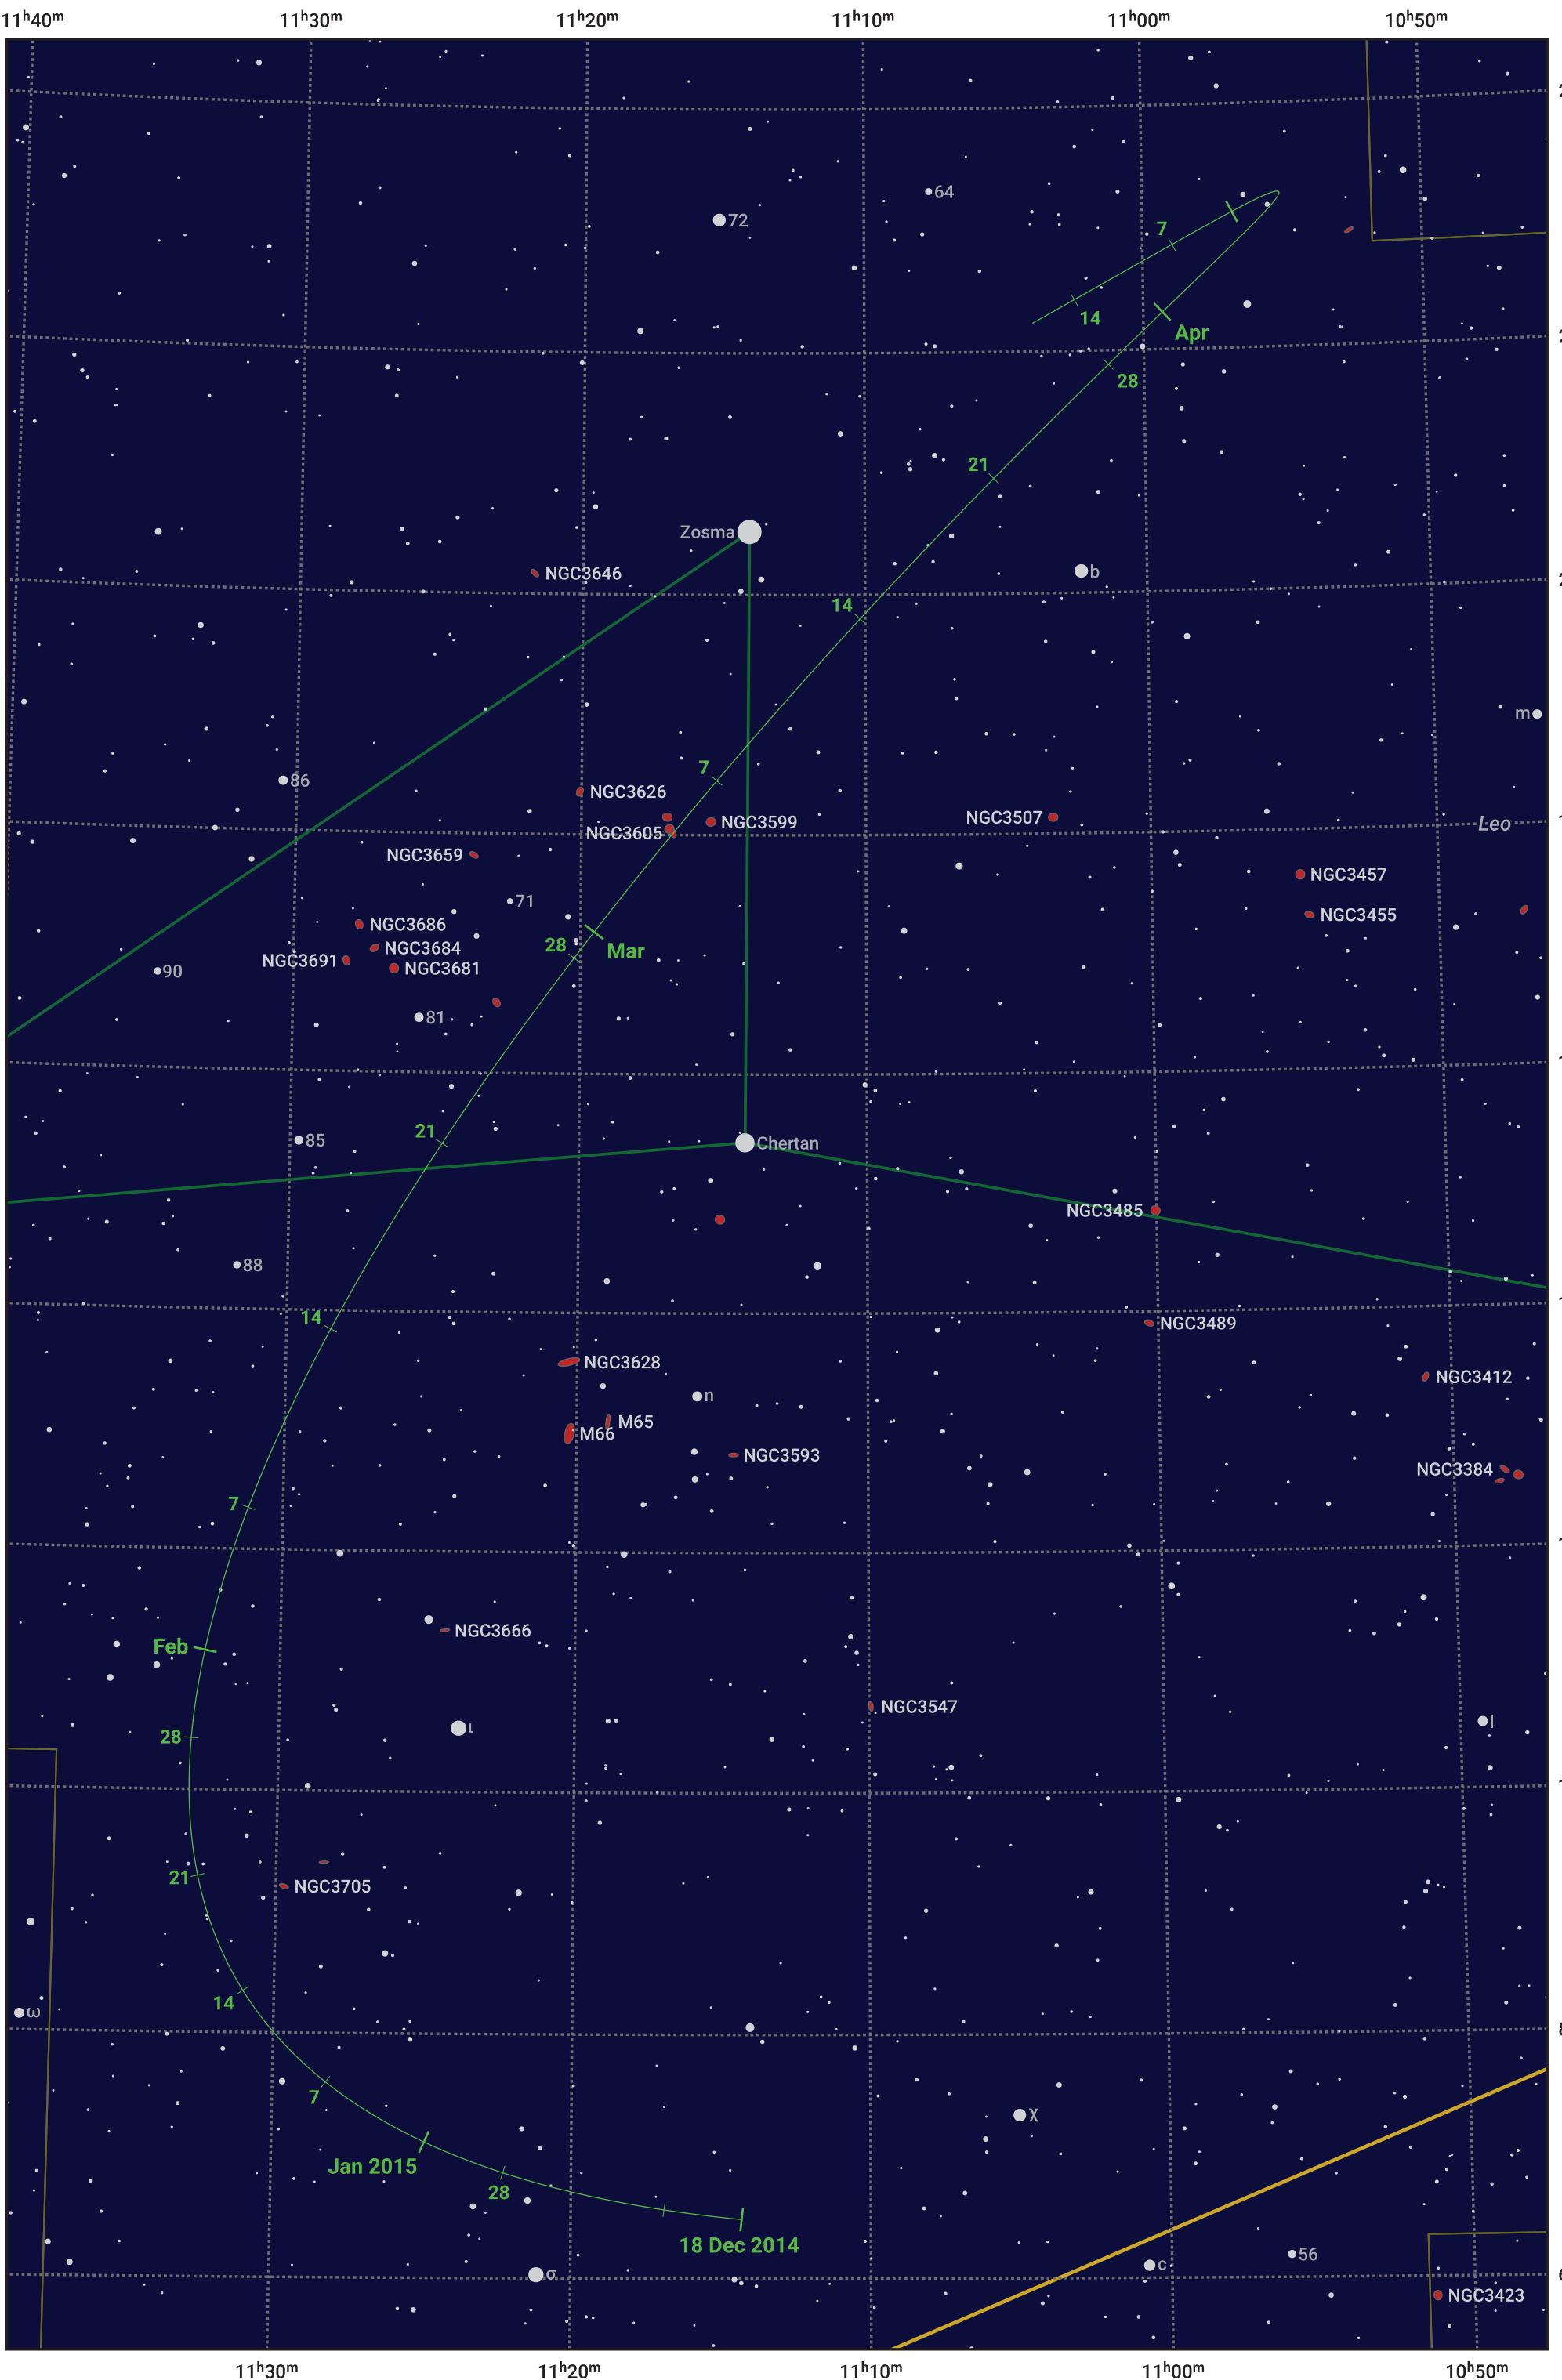 11ʰ40ᵐ 11ʰ30ᵐ 11ʰ20ᵐ 11ʰ10ᵐ 11ʰ00ᵐ 10ʰ50ᵐ
64
72
7
14
Apr
28
21
Zosma
b
NGC3646
14
m
7
86
NGC3626
NGC3507
NGC3599
Leo
NGC3605
NGC3659
NGC3457
71
NGC3455
NGC3686
28
NGC3684
Mar
NGC3691
NGC3681
90
81
21
85
Chertan
NGC3485
88
14
NGC3489
NGC3628
NGC3412
n
M65
M66
NGC3593
NGC3384
7
NGC3666
Feb
NGC3547
l
ι
28
21
NGC3705
14
ω
8
7
χ
Jan 2015
28
18 Dec 2014
56
c
σ
6
NGC3423
11ʰ30ᵐ 11ʰ20ᵐ 11ʰ10ᵐ 11ʰ00ᵐ 10ʰ50ᵐ